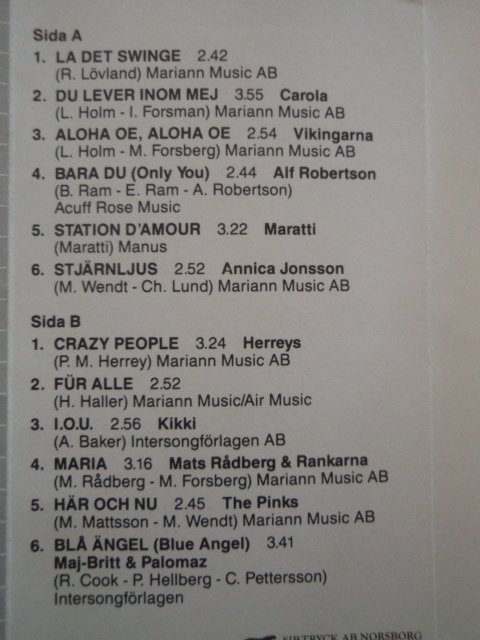 Sida A
1. LA DET SWINGE 2.42
(R. Lövland) Mariann Music AB
2. DU LEVER INOM MEJ 3.55 Carola
(L. Holm - I. Forsman) Mariann Music AB
3. ALOHA OE, ALOHA OE 2.54 Vikingarna
(L. Holm - M. Forsberg) Mariann Music AB
4. BARA DU (Only You) 2.44 Alf Robertson
(B. Ram - E. Ram - A. Robertson)
Acuff Rose Music
5. STATION D'AMOUR 3.22 Maratti
(Maratti) Manus
6. STJÄRNLJUS 2.52 Annica Jonsson
(M. Wendt - Ch. Lund) Mariann Music AB
Sida B
1. CRAZY PEOPLE 3.24 Herreys
(P. M. Herrey) Mariann Music AB
2. FÜR ALLE 2.52
(H. Haller) Mariann Music/Air Music
3. I.O.U. 2.56 Kikki
(A. Baker) Intersongförlagen AB
4. MARIA 3.16 Mats Rådberg & Rankarna
(M. Rådberg - M. Forsberg) Mariann Music AB
5. HÄR OCH NU 2.45 The Pinks
(M. Mattsson - M. Wendt) Mariann Music AB
6. BLÅ ÄNGEL (Blue Angel) 3.41
Maj-Britt & Palomaz
(R. Cook - P. Hellberg - C. Pettersson)
Intersongförlagen
SIB-TRYCK AB NORSBORG